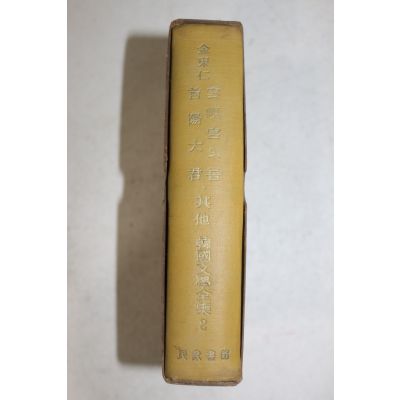 金東仁
雲峴宮의봄
首陽大君・其他
韓國文學全集 2
民衆書館